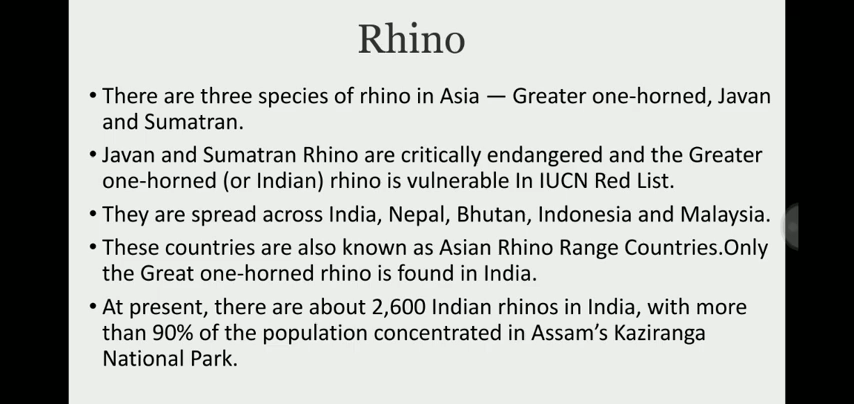 Rhino
• There are three species of rhino in Asia — Greater one-horned, Javan
and Sumatran.
• Javan and Sumatran Rhino are critically endangered and the Greater
one-horned (or Indian) rhino is vulnerable In IUCN Red List.
• They are spread across India, Nepal, Bhutan, Indonesia and Malaysia.
• These countries are also known as Asian Rhino Range Countries.Only
the Great one-horned rhino is found in India.
• At present, there are about 2,600 Indian rhinos in India, with more
than 90% of the population concentrated in Assam’s Kaziranga
National Park.